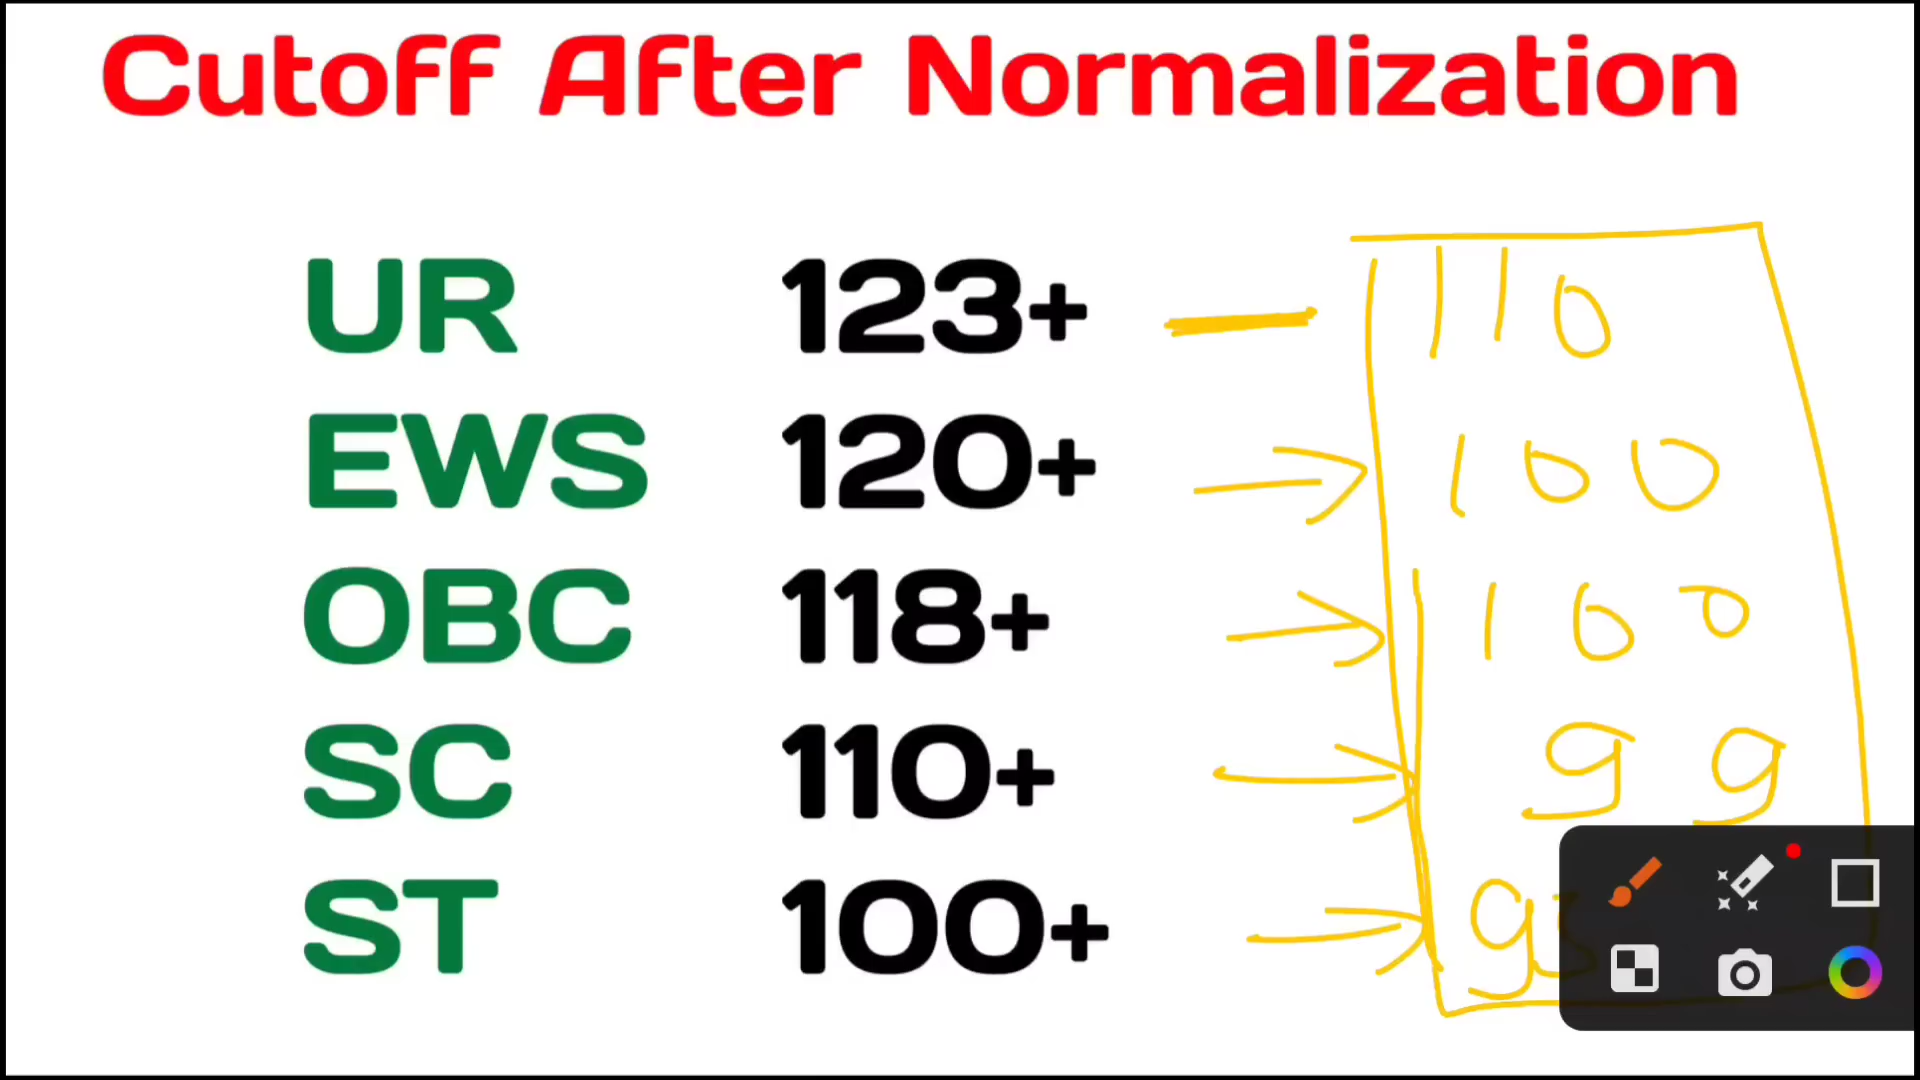 Cutoff After Normalization
UR 123+ 110
EWS 120+ 100
OBC 118+ 100
SC 110+ 99
ST 100+